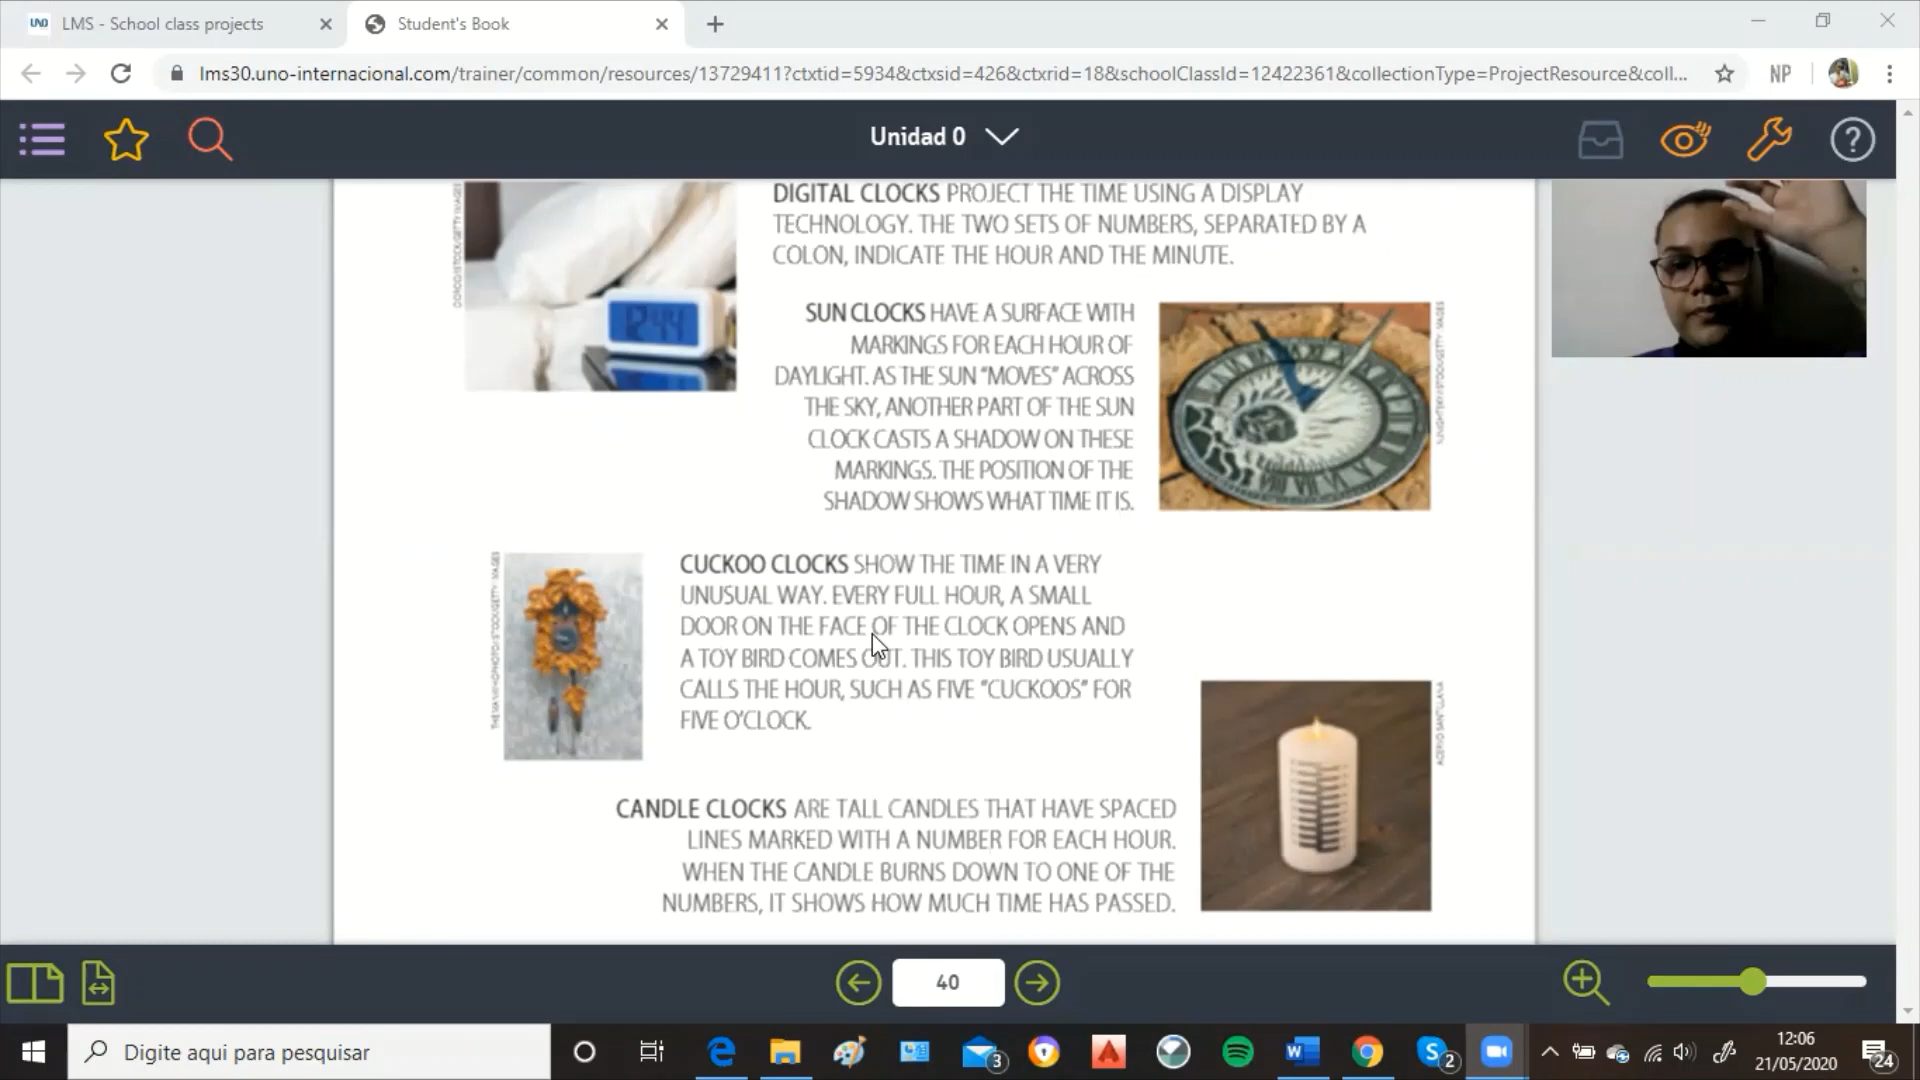 LMS - School class projects
Student's Book
lms30.uno-internacional.com/trainer/common/resources/13729411?ctxtid=5934&ctxsid=426&ctxrid=18&schoolClassId=12422361&collectionType=ProjectResource&coll...
NP
Unidad 0
DIGITAL CLOCKS PROJECT THE TIME USING A DISPLAY
TECHNOLOGY. THE TWO SETS OF NUMBERS, SEPARATED BY A
COLON, INDICATE THE HOUR AND THE MINUTE.
12:44
SUN CLOCKS HAVE A SURFACE WITH
MARKINGS FOR EACH HOUR OF
DAYLIGHT. AS THE SUN "MOVES" ACROSS
THE SKY, ANOTHER PART OF THE SUN
CLOCK CASTS A SHADOW ON THESE
MARKINGS. THE POSITION OF THE
SHADOW SHOWS WHAT TIME IT IS.
CUCKOO CLOCKS SHOW THE TIME IN A VERY
UNUSUAL WAY. EVERY FULL HOUR, A SMALL
DOOR ON THE FACE OF THE CLOCK OPENS AND
A TOY BIRD COMES OUT. THIS TOY BIRD USUALLY
CALLS THE HOUR, SUCH AS FIVE "CUCKOOS" FOR
FIVE O'CLOCK.
CANDLE CLOCKS ARE TALL CANDLES THAT HAVE SPACED
LINES MARKED WITH A NUMBER FOR EACH HOUR.
WHEN THE CANDLE BURNS DOWN TO ONE OF THE
NUMBERS, IT SHOWS HOW MUCH TIME HAS PASSED.
40
Digite aqui para pesquisar
3
2
12:06
21/05/2020
24